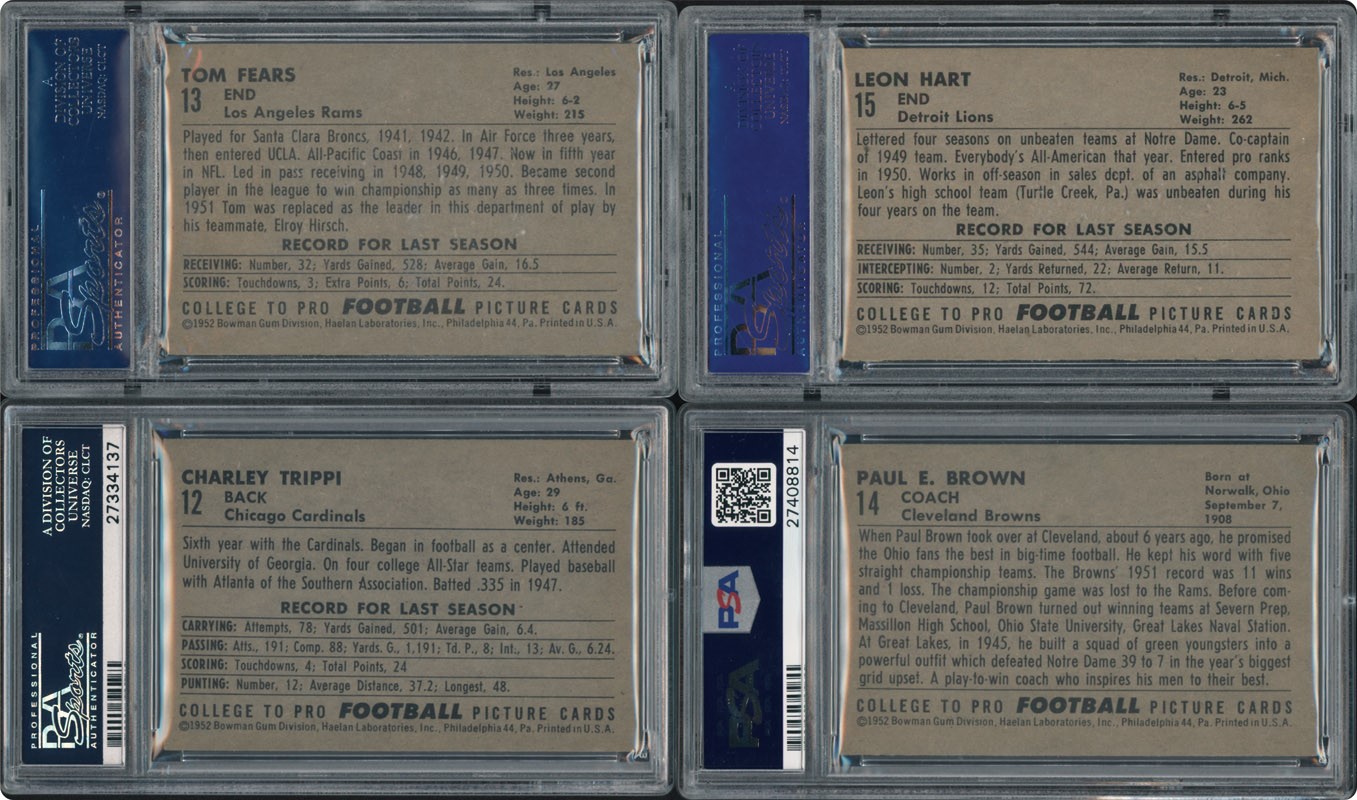 A DIVISION OF
COLLECTORS
UNIVERSE
NASDAQ: CLCT
PROFESSIONAL
PSA
Sports®
AUTHENTICATOR
TOM FEARS
13 END
Los Angeles Rams
Res.: Los Angeles
Age: 27
Height: 6-2
Weight: 215
Played for Santa Clara Broncs, 1941, 1942. In Air Force three years,
then entered UCLA. All-Pacific Coast in 1946, 1947. Now in fifth year
in NFL. Led in pass receiving in 1948, 1949, 1950. Became second
player in the league to win championship as many as three times. In
1951 Tom was replaced as the leader in this department of play by
his teammate, Elroy Hirsch.
RECORD FOR LAST SEASON
RECEIVING: Number, 32; Yards Gained, 528; Average Gain, 16.5
SCORING: Touchdowns, 3; Extra Points, 6; Total Points, 24.
COLLEGE TO PRO FOOTBALL PICTURE CARDS
©1952 Bowman Gum Division, Haelan Laboratories, Inc., Philadelphia 44, Pa. Printed in U.S.A.
PROFESSIONAL
PSA
Sports
LEON HART
15 END
Detroit Lions
Res.: Detroit, Mich.
Age: 23
Height: 6-5
Weight: 262
Lettered four seasons on unbeaten teams at Notre Dame. Co-captain
of 1949 team. Everybody's All-American that year. Entered pro ranks
in 1950. Works in off-season in sales dept. of an asphalt company.
Leon's high school team (Turtle Creek, Pa.) was unbeaten during his
four years on the team.
RECORD FOR LAST SEASON
RECEIVING: Number, 35; Yards Gained, 544; Average Gain, 15.5
INTERCEPTING: Number, 2; Yards Returned, 22; Average Return, 11.
SCORING: Touchdowns, 12; Total Points, 72.
COLLEGE TO PRO FOOTBALL PICTURE CARDS
©1952 Bowman Gum Division, Haelan Laboratories, Inc., Philadelphia 44, Pa. Printed in U.S.A.
A DIVISION OF
COLLECTORS
UNIVERSE
NASDAQ: CLCT
27334137
PROFESSIONAL
PSA
Sports®
AUTHENTICATOR
CHARLEY TRIPPI
12 BACK
Chicago Cardinals
Res.: Athens, Ga.
Age: 29
Height: 6 ft.
Weight: 185
Sixth year with the Cardinals. Began in football as a center. Attended
University of Georgia. On four college All-Star teams. Played baseball
with Atlanta of the Southern Association. Batted .335 in 1947.
RECORD FOR LAST SEASON
CARRYING: Attempts, 78; Yards Gained, 501; Average Gain, 6.4.
PASSING: Atts., 191; Comp. 88; Yards. G., 1,191; Td. P., 8; Int., 13; Av. G., 6.24.
SCORING: Touchdowns, 4; Total Points, 24
PUNTING: Number, 12; Average Distance, 37.2; Longest, 48.
COLLEGE TO PRO FOOTBALL PICTURE CARDS
©1952 Bowman Gum Division, Haelan Laboratories, Inc., Philadelphia 44, Pa. Printed in U.S.A.
27408814
PSA
PSA
PAUL E. BROWN
14 COACH
Cleveland Browns
Born at
Norwalk, Ohio
September 7,
1908
When Paul Brown took over at Cleveland, about 6 years ago, he promised
the Ohio fans the best in big-time football. He kept his word with five
straight championship teams. The Browns' 1951 record was 11 wins
and 1 loss. The championship game was lost to the Rams. Before com-
ing to Cleveland, Paul Brown turned out winning teams at Severn Prep,
Massillon High School, Ohio State University, Great Lakes Naval Station.
At Great Lakes, in 1945, he built a squad of green youngsters into a
powerful outfit which defeated Notre Dame 39 to 7 in the year's biggest
grid upset. A play-to-win coach who inspires his men to their best.
COLLEGE TO PRO FOOTBALL PICTURE CARDS
©1952 Bowman Gum Division, Haelan Laboratories, Inc., Philadelphia 44, Pa. Printed in U.S.A.